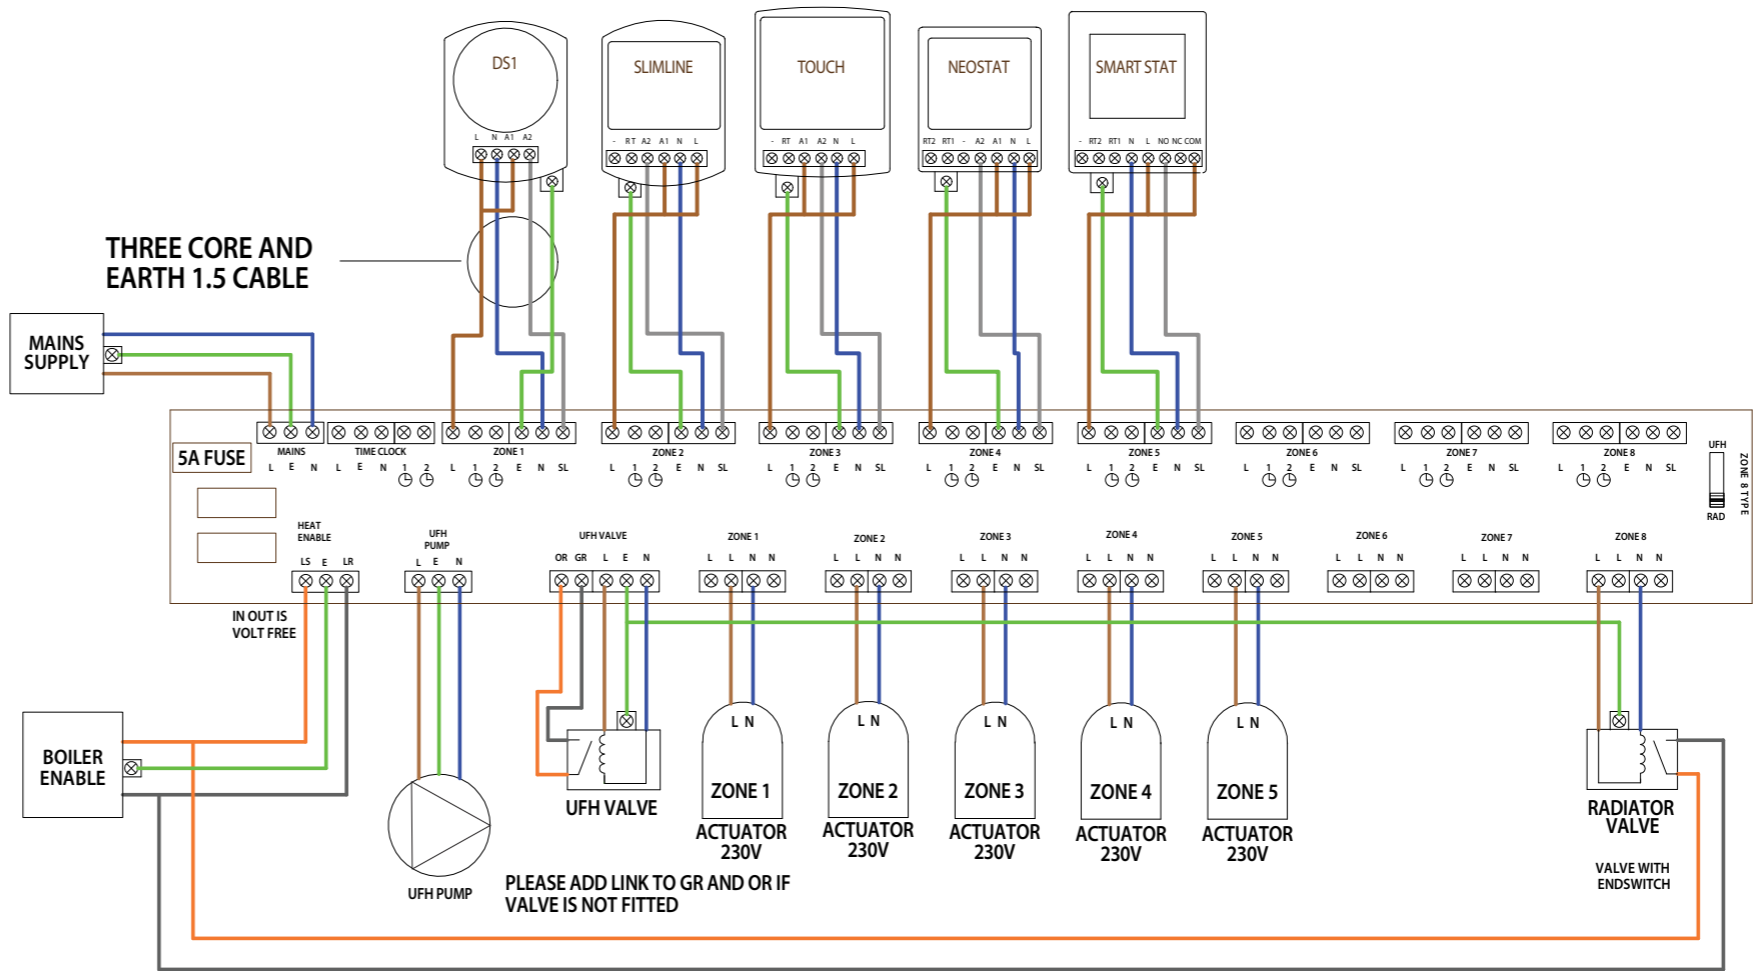 DS1
SLIMLINE
TOUCH
NEOSTAT
SMART STAT
L N A1 A2
- RT A2 A1 N L
- RT A1 A2 N L
RT2 RT1 - A2 A1 N L
- RT2 RT1 N L NO NC COM
THREE CORE AND
EARTH 1.5 CABLE
MAINS
SUPPLY
5A FUSE
MAINS
L E N
TIME CLOCK
L E N 1 2
ZONE 1
L 1 2 E N SL
ZONE 2
L 1 2 E N SL
ZONE 3
L 1 2 E N SL
ZONE 4
L 1 2 E N SL
ZONE 5
L 1 2 E N SL
ZONE 6
L 1 2 E N SL
ZONE 7
L 1 2 E N SL
ZONE 8
L 1 2 E N SL
UFH
RAD
ZONE 8 TYPE
HEAT
ENABLE
LS E LR
UFH
PUMP
L E N
UFH VALVE
OR GR L E N
ZONE 1
L L N N
ZONE 2
L L N N
ZONE 3
L L N N
ZONE 4
L L N N
ZONE 5
L L N N
ZONE 6
L L N N
ZONE 7
L L N N
ZONE 8
L L N N
IN OUT IS
VOLT FREE
BOILER
ENABLE
UFH PUMP
UFH VALVE
L N
ZONE 1
ACTUATOR
230V
L N
ZONE 2
ACTUATOR
230V
L N
ZONE 3
ACTUATOR
230V
L N
ZONE 4
ACTUATOR
230V
L N
ZONE 5
ACTUATOR
230V
RADIATOR
VALVE
VALVE WITH
ENDSWITCH
PLEASE ADD LINK TO GR AND OR IF
VALVE IS NOT FITTED